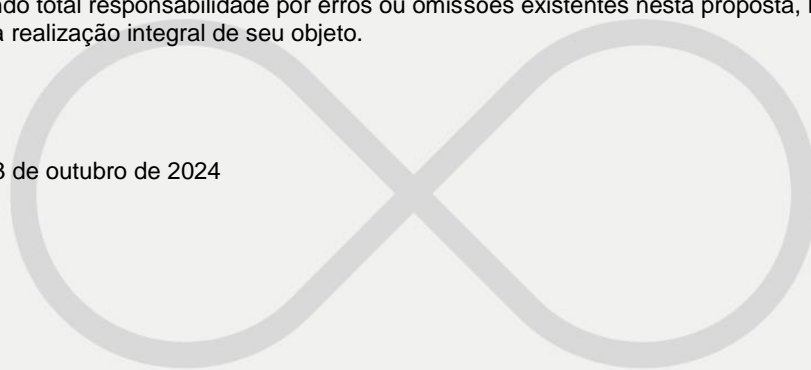 ndo total responsabilidade por erros ou omissões existentes nesta proposta,
a realização integral de seu objeto.
3 de outubro de 2024